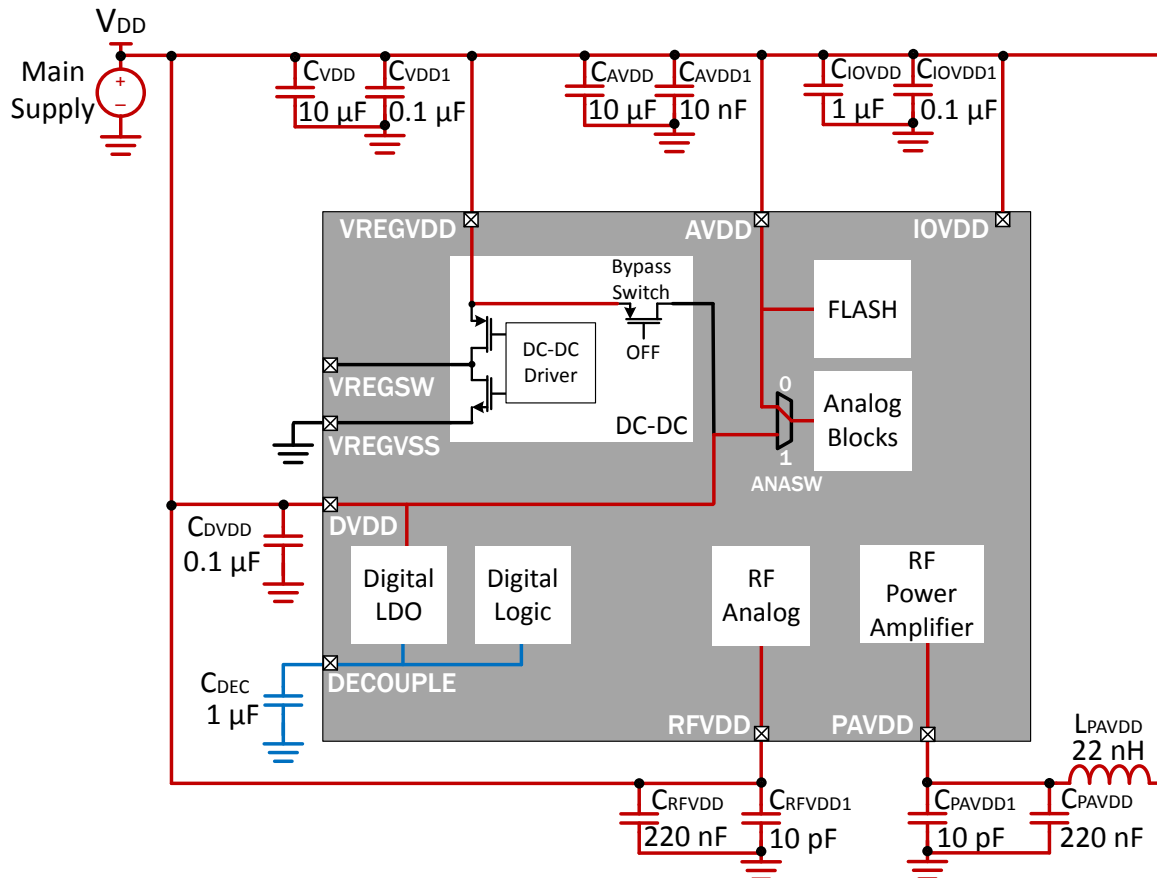 VDD
Main
Supply
+
−
CVDD
10 µF
CVDD1
0.1 µF
CAVDD
10 µF
CAVDD1
10 nF
CIOVDD
1 µF
CIOVDD1
0.1 µF
VREGVDD
AVDD
IOVDD
Bypass
Switch
OFF
DC-DC
Driver
DC-DC
FLASH
0
Analog
Blocks
1
ANASW
VREGSW
VREGVSS
CDVDD
0.1 µF
DVDD
Digital
LDO
Digital
Logic
RF
Analog
RF
Power
Amplifier
CDEC
1 µF
DECOUPLE
RFVDD
PAVDD
LPAVDD
22 nH
CRFVDD
220 nF
CRFVDD1
10 pF
CPAVDD1
10 pF
CPAVDD
220 nF